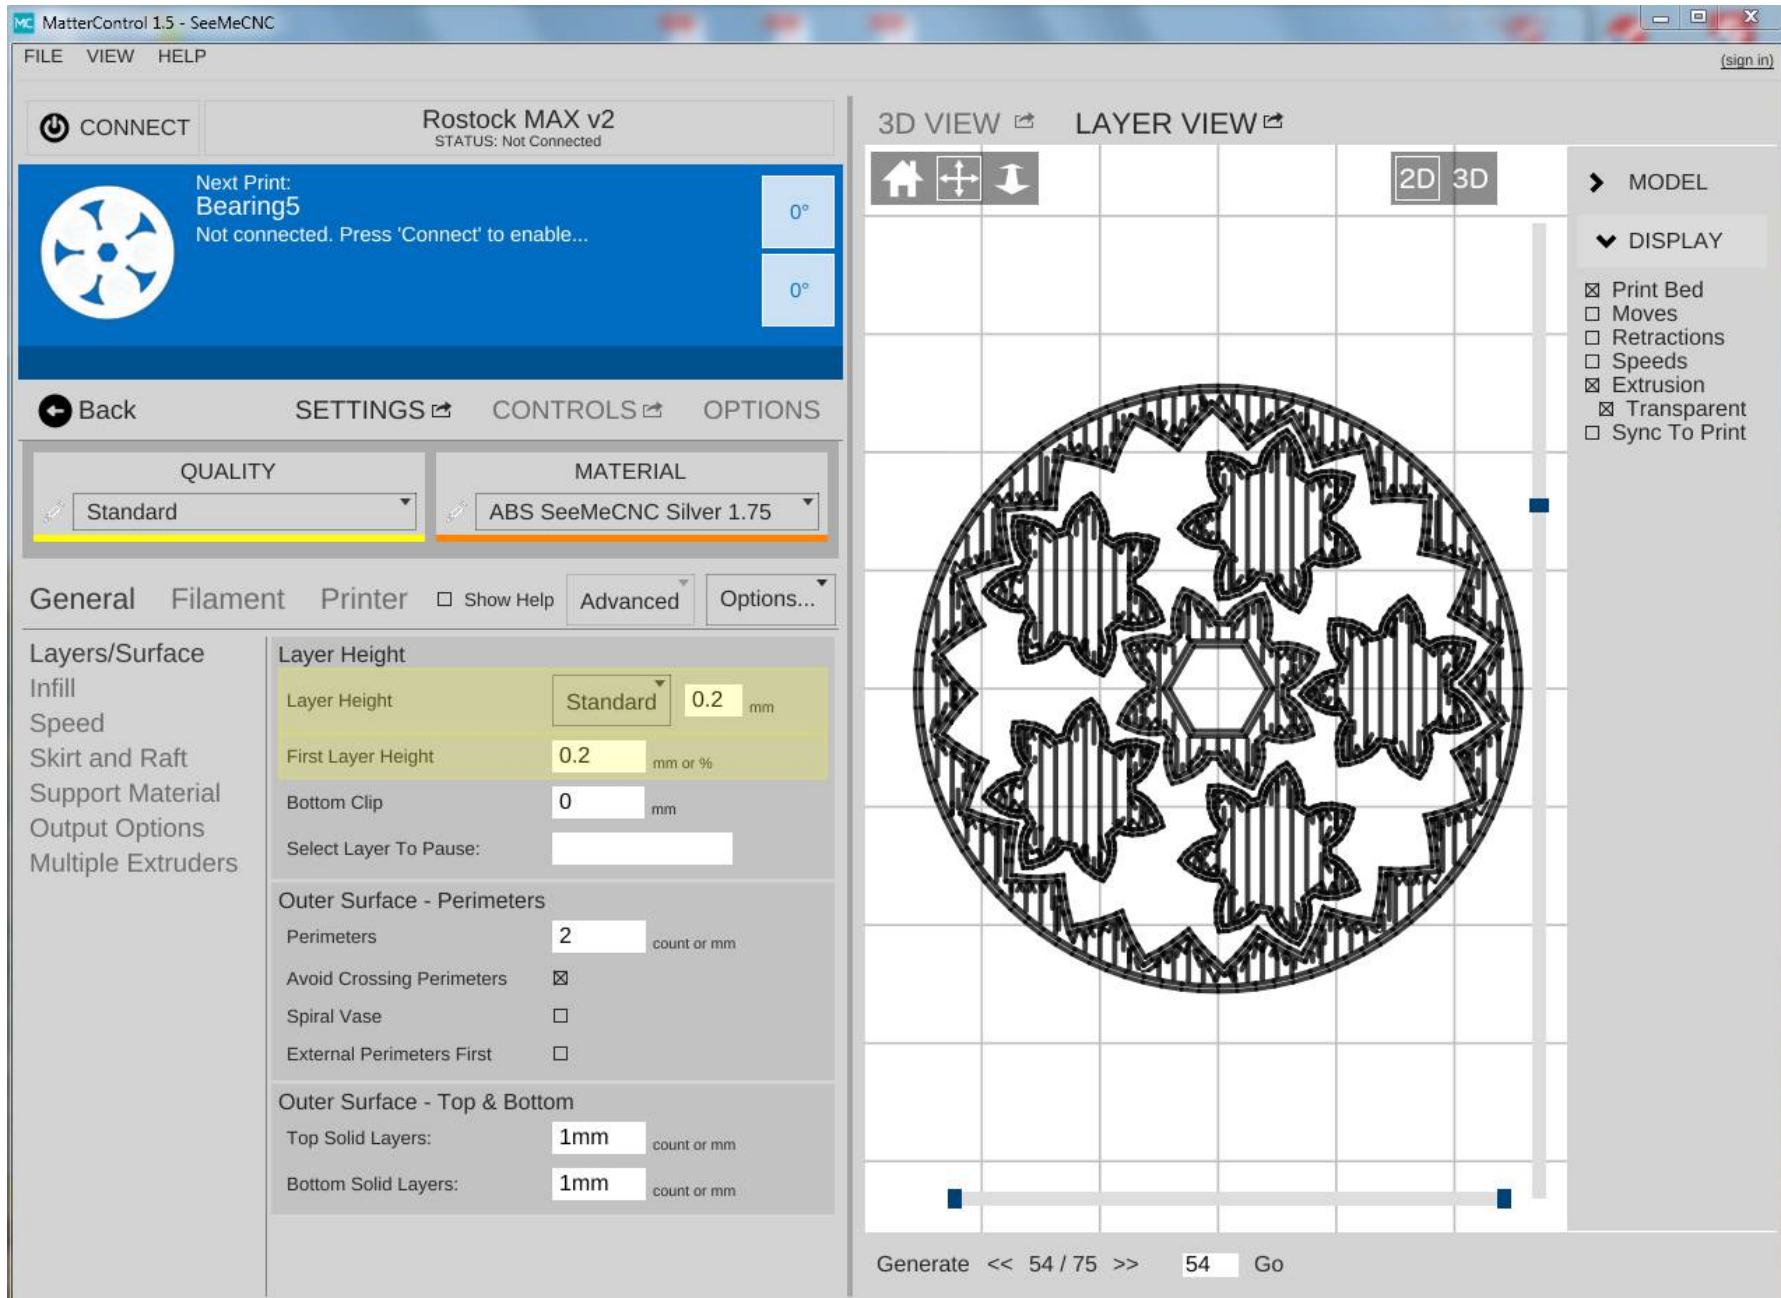 MC MatterControl 1.5 - SeeMeCNC
FILE VIEW HELP
(sign in)
CONNECT
Rostock MAX v2
STATUS: Not Connected
Next Print:
Bearing5
Not connected. Press 'Connect' to enable...
0°
0°
Back SETTINGS CONTROLS OPTIONS
QUALITY
Standard
MATERIAL
ABS SeeMeCNC Silver 1.75
General Filament Printer Show Help Advanced Options...
Layers/Surface
Infill
Speed
Skirt and Raft
Support Material
Output Options
Multiple Extruders
Layer Height
Layer Height Standard 0.2 mm
First Layer Height 0.2 mm or %
Bottom Clip 0 mm
Select Layer To Pause:
Outer Surface - Perimeters
Perimeters 2 count or mm
Avoid Crossing Perimeters
Spiral Vase
External Perimeters First
Outer Surface - Top & Bottom
Top Solid Layers: 1mm count or mm
Bottom Solid Layers: 1mm count or mm
3D VIEW LAYER VIEW
2D 3D
MODEL
DISPLAY
Print Bed
Moves
Retractions
Speeds
Extrusion
Transparent
Sync To Print
Generate << 54 / 75 >> 54 Go